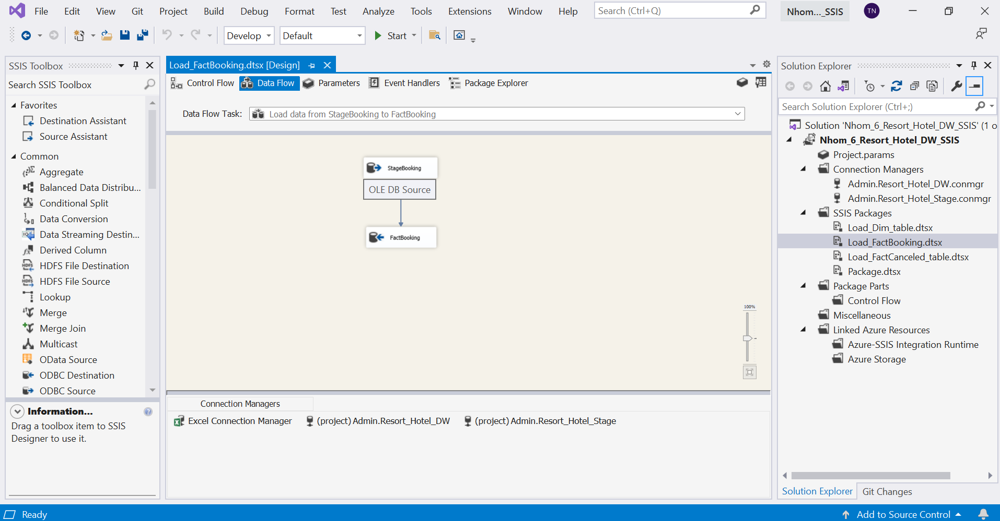 File Edit View Git Project Build Debug Format Test Analyze Tools Extensions Window Help Search (Ctrl+Q) Nhom..._SSIS TN
Develop Default Start
SSIS Toolbox
Search SSIS Toolbox
Favorites
Destination Assistant
Source Assistant
Common
Aggregate
Balanced Data Distribu...
Conditional Split
Data Conversion
Data Streaming Destin...
Derived Column
HDFS File Destination
HDFS File Source
Lookup
Merge
Merge Join
Multicast
OData Source
ODBC Destination
ODBC Source
Information...
Drag a toolbox item to SSIS
Designer to use it.
Load_FactBooking.dtsx [Design]
Control Flow Data Flow Parameters Event Handlers Package Explorer
Data Flow Task: Load data from StageBooking to FactBooking
StageBooking
OLE DB Source
FactBooking
100%
Connection Managers
Excel Connection Manager (project) Admin.Resort_Hotel_DW (project) Admin.Resort_Hotel_Stage
Solution Explorer
Search Solution Explorer (Ctrl+;)
Solution 'Nhom_6_Resort_Hotel_DW_SSIS' (1 o
Nhom_6_Resort_Hotel_DW_SSIS
Project.params
Connection Managers
Admin.Resort_Hotel_DW.conmgr
Admin.Resort_Hotel_Stage.conmgr
SSIS Packages
Load_Dim_table.dtsx
Load_FactBooking.dtsx
Load_FactCanceled_table.dtsx
Package.dtsx
Package Parts
Control Flow
Miscellaneous
Linked Azure Resources
Azure-SSIS Integration Runtime
Azure Storage
Solution Explorer Git Changes
Ready Add to Source Control